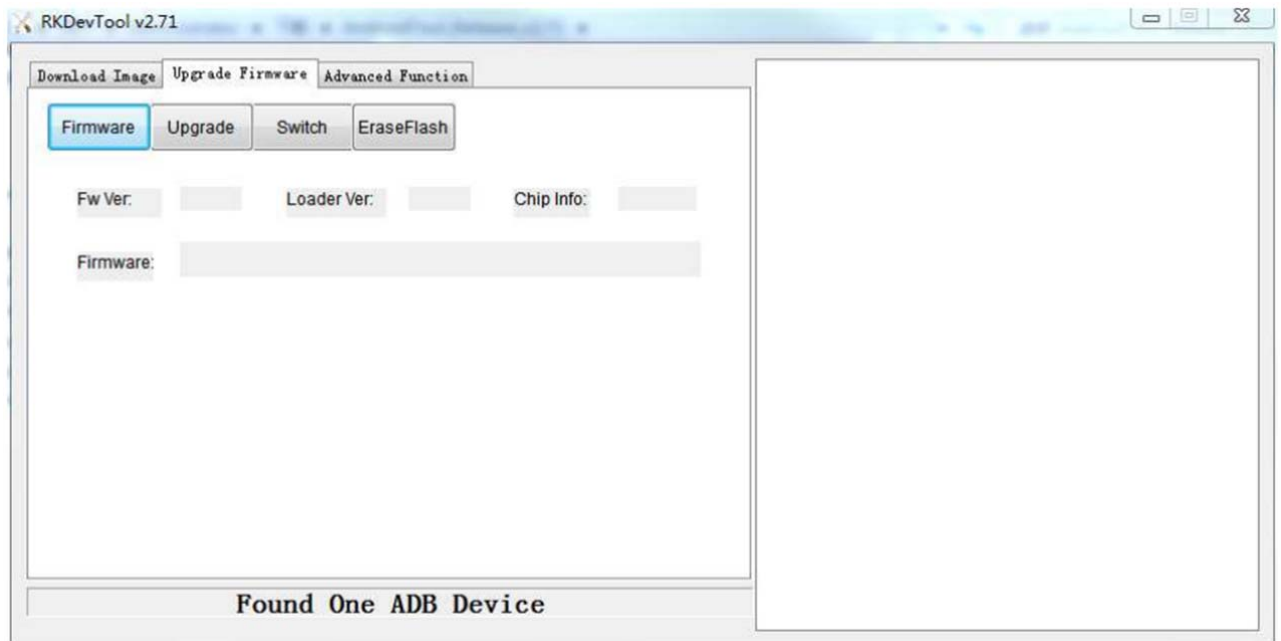 RKDevTool v2.71
Download Image Upgrade Firmware Advanced Function
Firmware Upgrade Switch EraseFlash
Fw Ver: Loader Ver: Chip Info:
Firmware:
Found One ADB Device